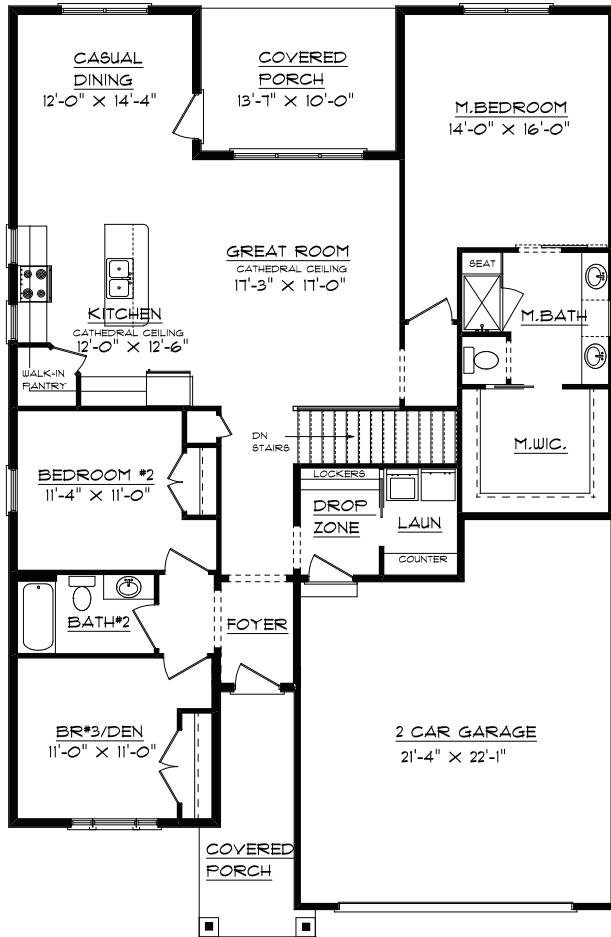 CASUAL
DINING
12'-0" X 14'-4"
COVERED
PORCH
13'-7" X 10'-0"
M.BEDROOM
14'-0" X 16'-0"
GREAT ROOM
CATHEDRAL CEILING
17'-3" X 17'-0"
SEAT
M.BATH
KITCHEN
CATHEDRAL CEILING
12'-0" X 12'-6"
WALK-IN
PANTRY
DN
STAIRS
M.WIC.
BEDROOM #2
11'-4" X 11'-0"
LOCKERS
DROP
ZONE
LAUN
COUNTER
BATH#2
FOYER
BR#3/DEN
11'-0" X 11'-0"
2 CAR GARAGE
21'-4" X 22'-1"
COVERED
PORCH